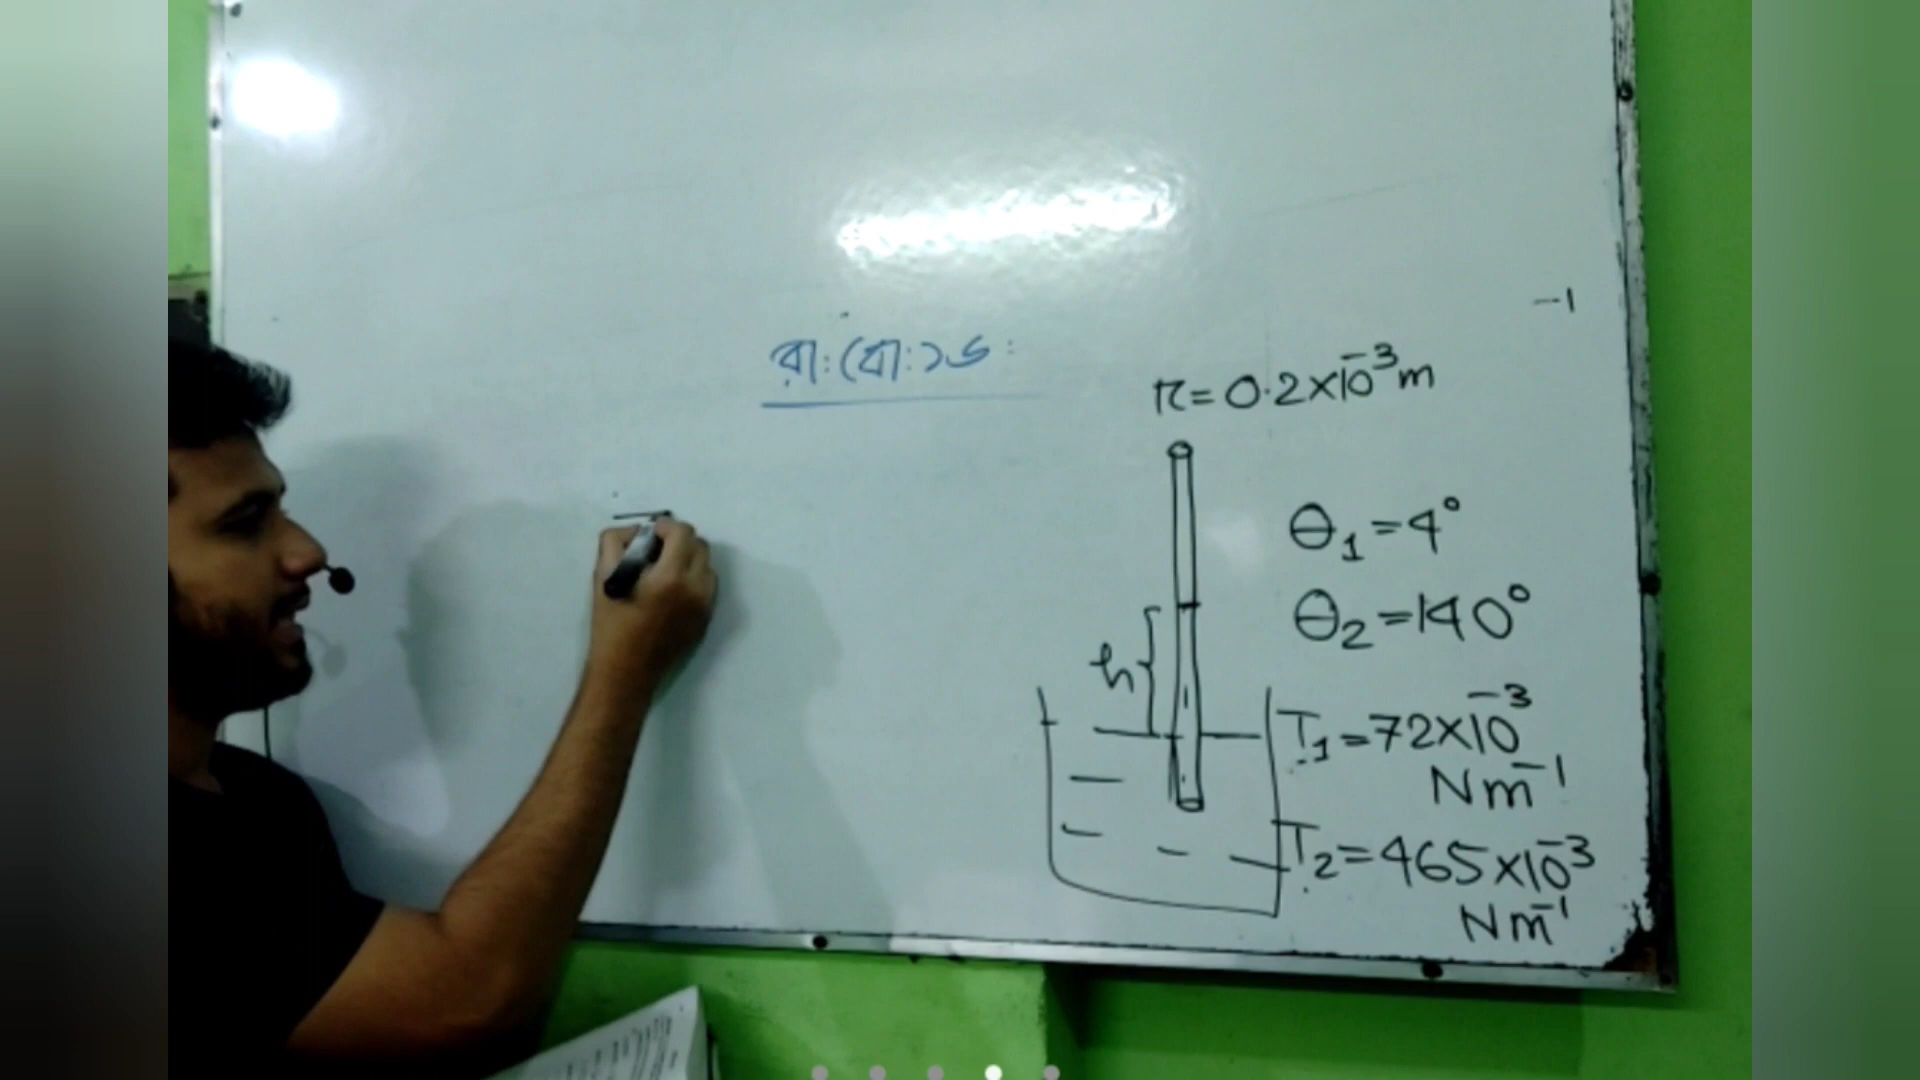 রা: বো: ১৬:
-1
r = 0.2×10⁻³m
θ₁ = 4°
θ₂ = 140°
h
T₁ = 72×10⁻³
Nm⁻¹
T₂ = 465×10⁻³
Nm⁻¹